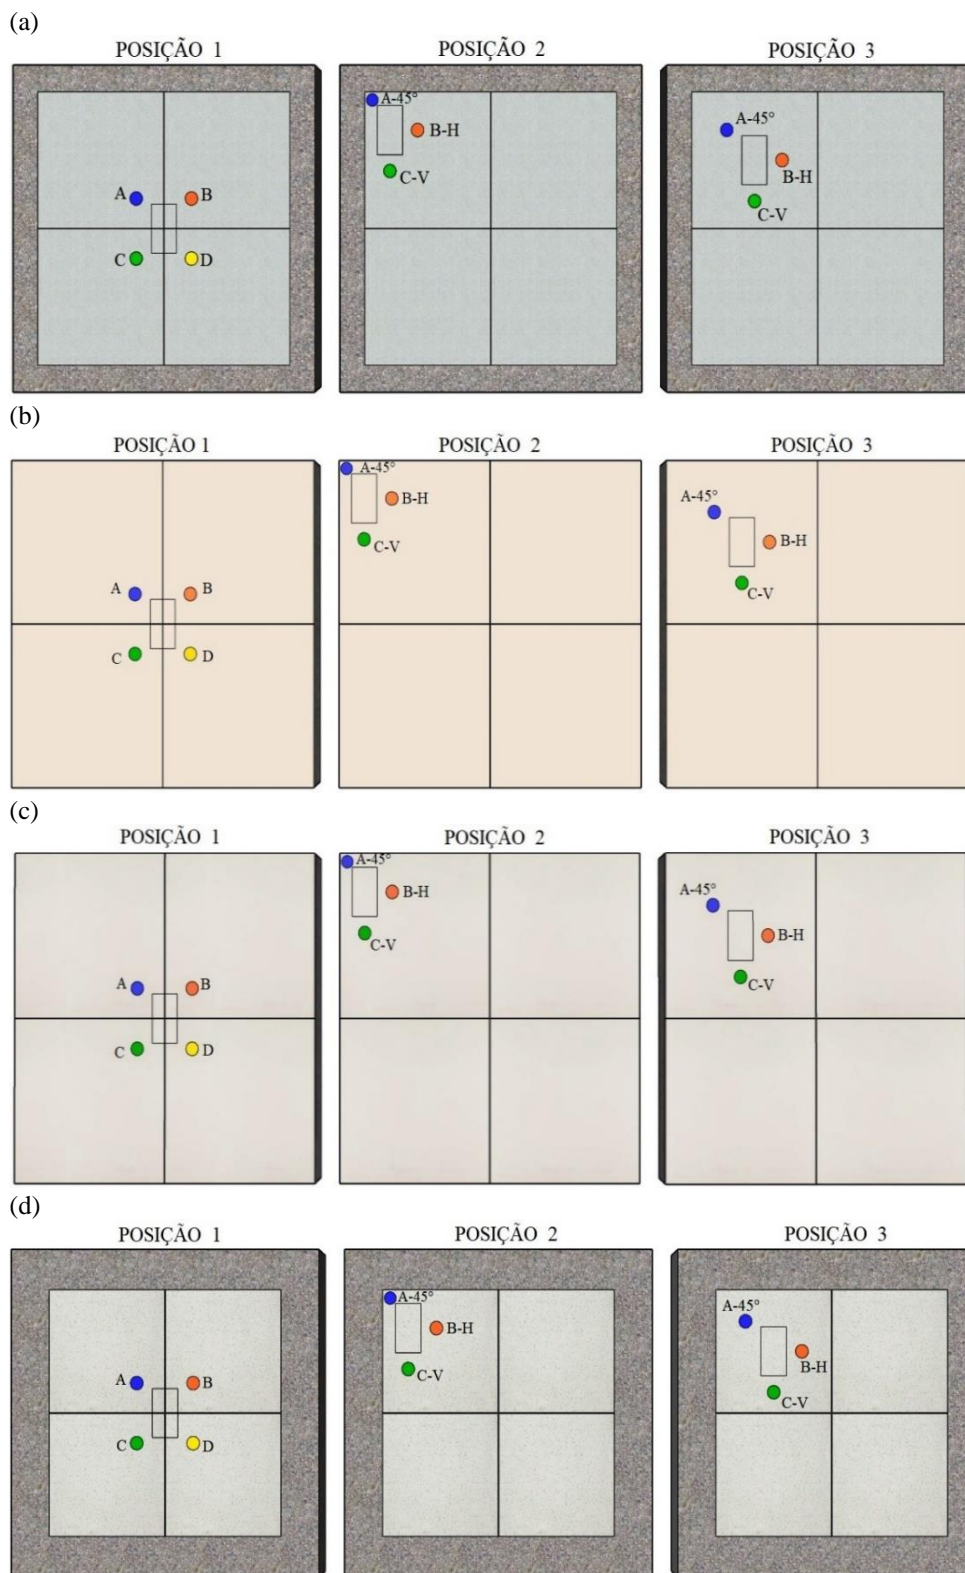 (a)
POSIÇÃO 1
POSIÇÃO 2
POSIÇÃO 3
A
B
C
D
A-45°
B-H
C-V
A-45°
B-H
C-V
(b)
POSIÇÃO 1
POSIÇÃO 2
POSIÇÃO 3
A
B
C
D
A-45°
B-H
C-V
A-45°
B-H
C-V
(c)
POSIÇÃO 1
POSIÇÃO 2
POSIÇÃO 3
A
B
C
D
A-45°
B-H
C-V
A-45°
B-H
C-V
(d)
POSIÇÃO 1
POSIÇÃO 2
POSIÇÃO 3
A
B
C
D
A-45°
B-H
C-V
A-45°
B-H
C-V